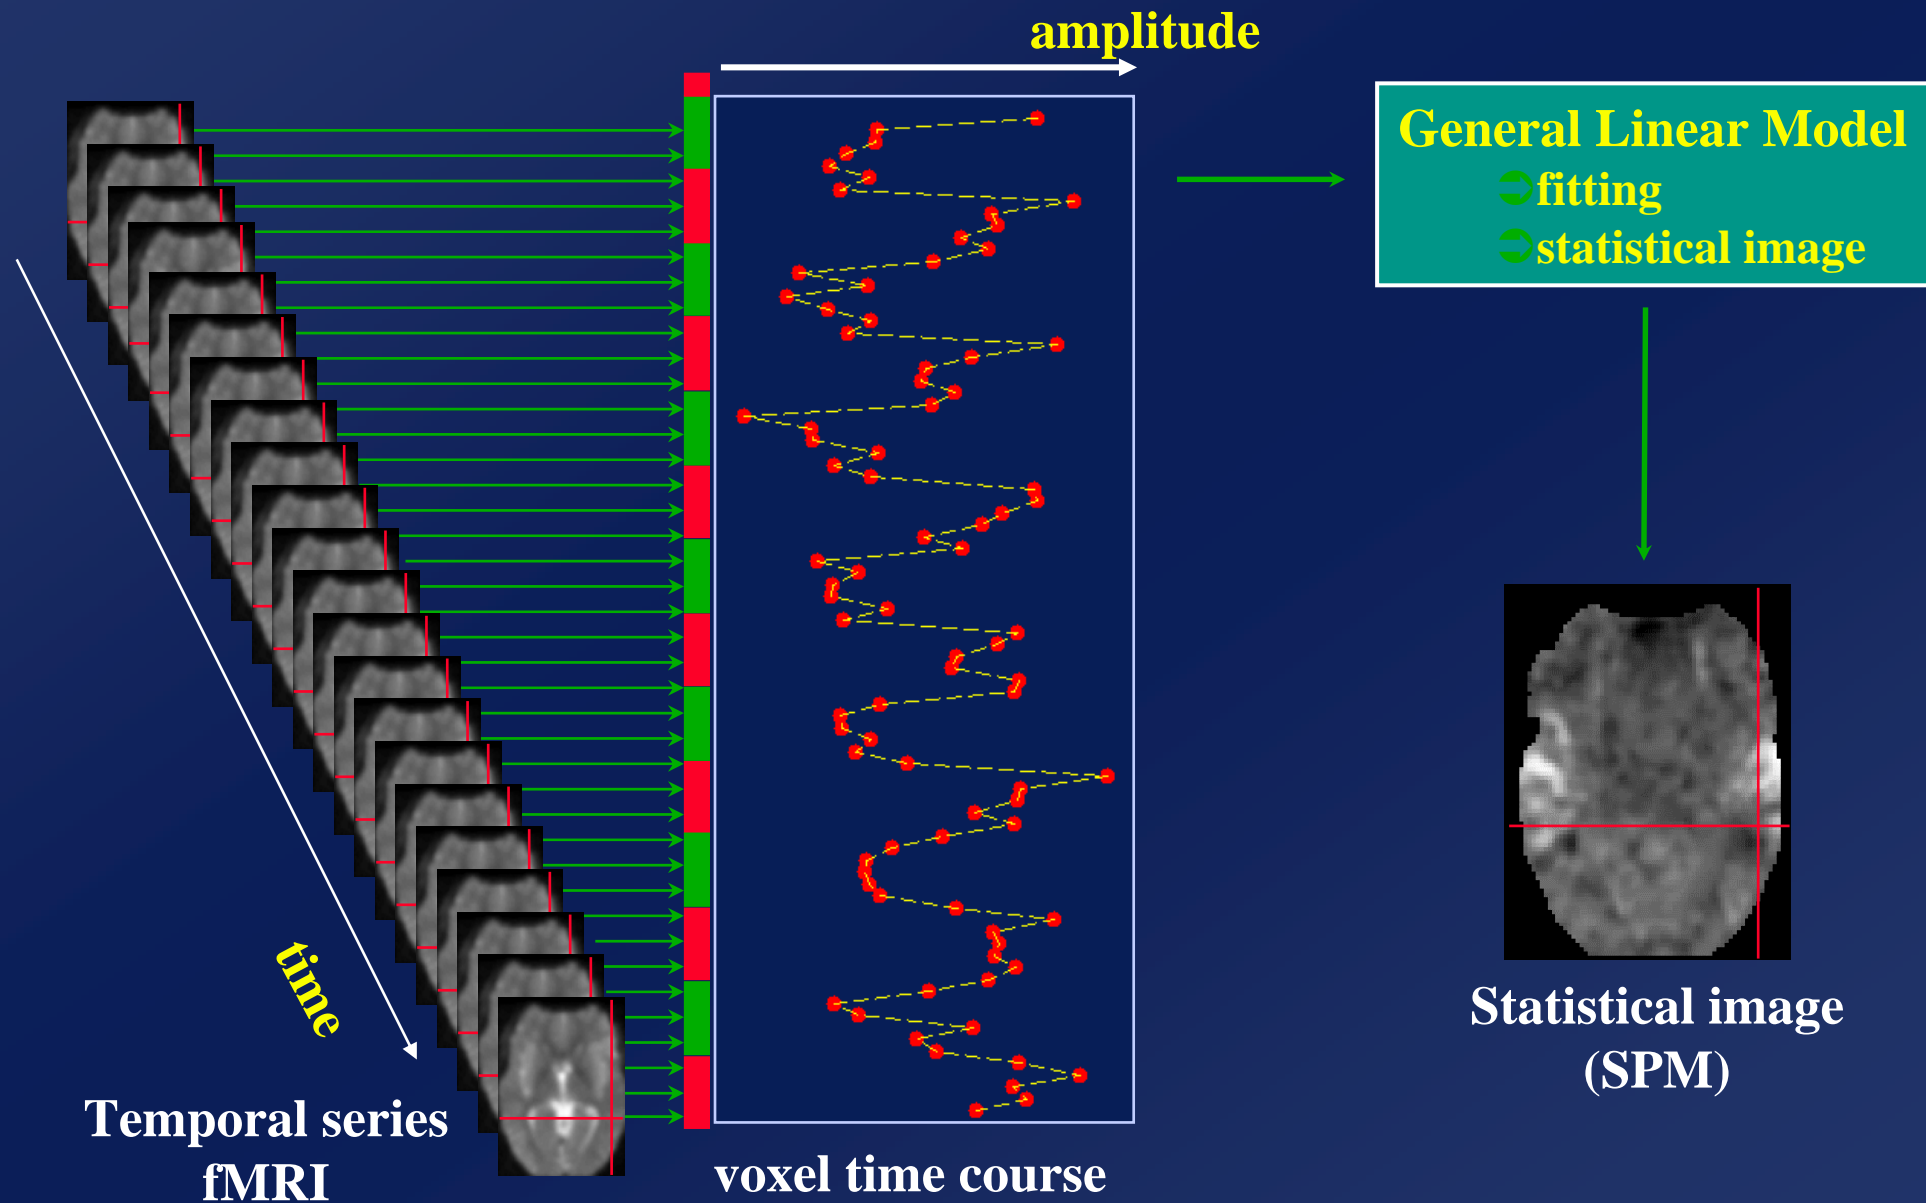 amplitude
General Linear Model
➲fitting
➲statistical image
time
Temporal series
fMRI
voxel time course
Statistical image
(SPM)